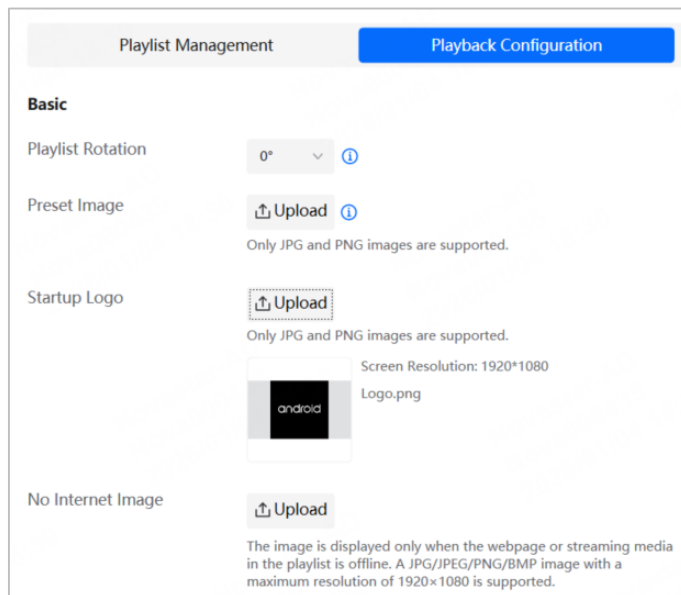 Playlist Management
Playback Configuration
Basic
Playlist Rotation
0°
Preset Image
Upload
Only JPG and PNG images are supported.
Startup Logo
Upload
Only JPG and PNG images are supported.
android
Screen Resolution: 1920*1080
Logo.png
No Internet Image
Upload
The image is displayed only when the webpage or streaming media
in the playlist is offline. A JPG/JPEG/PNG/BMP image with a
maximum resolution of 1920×1080 is supported.